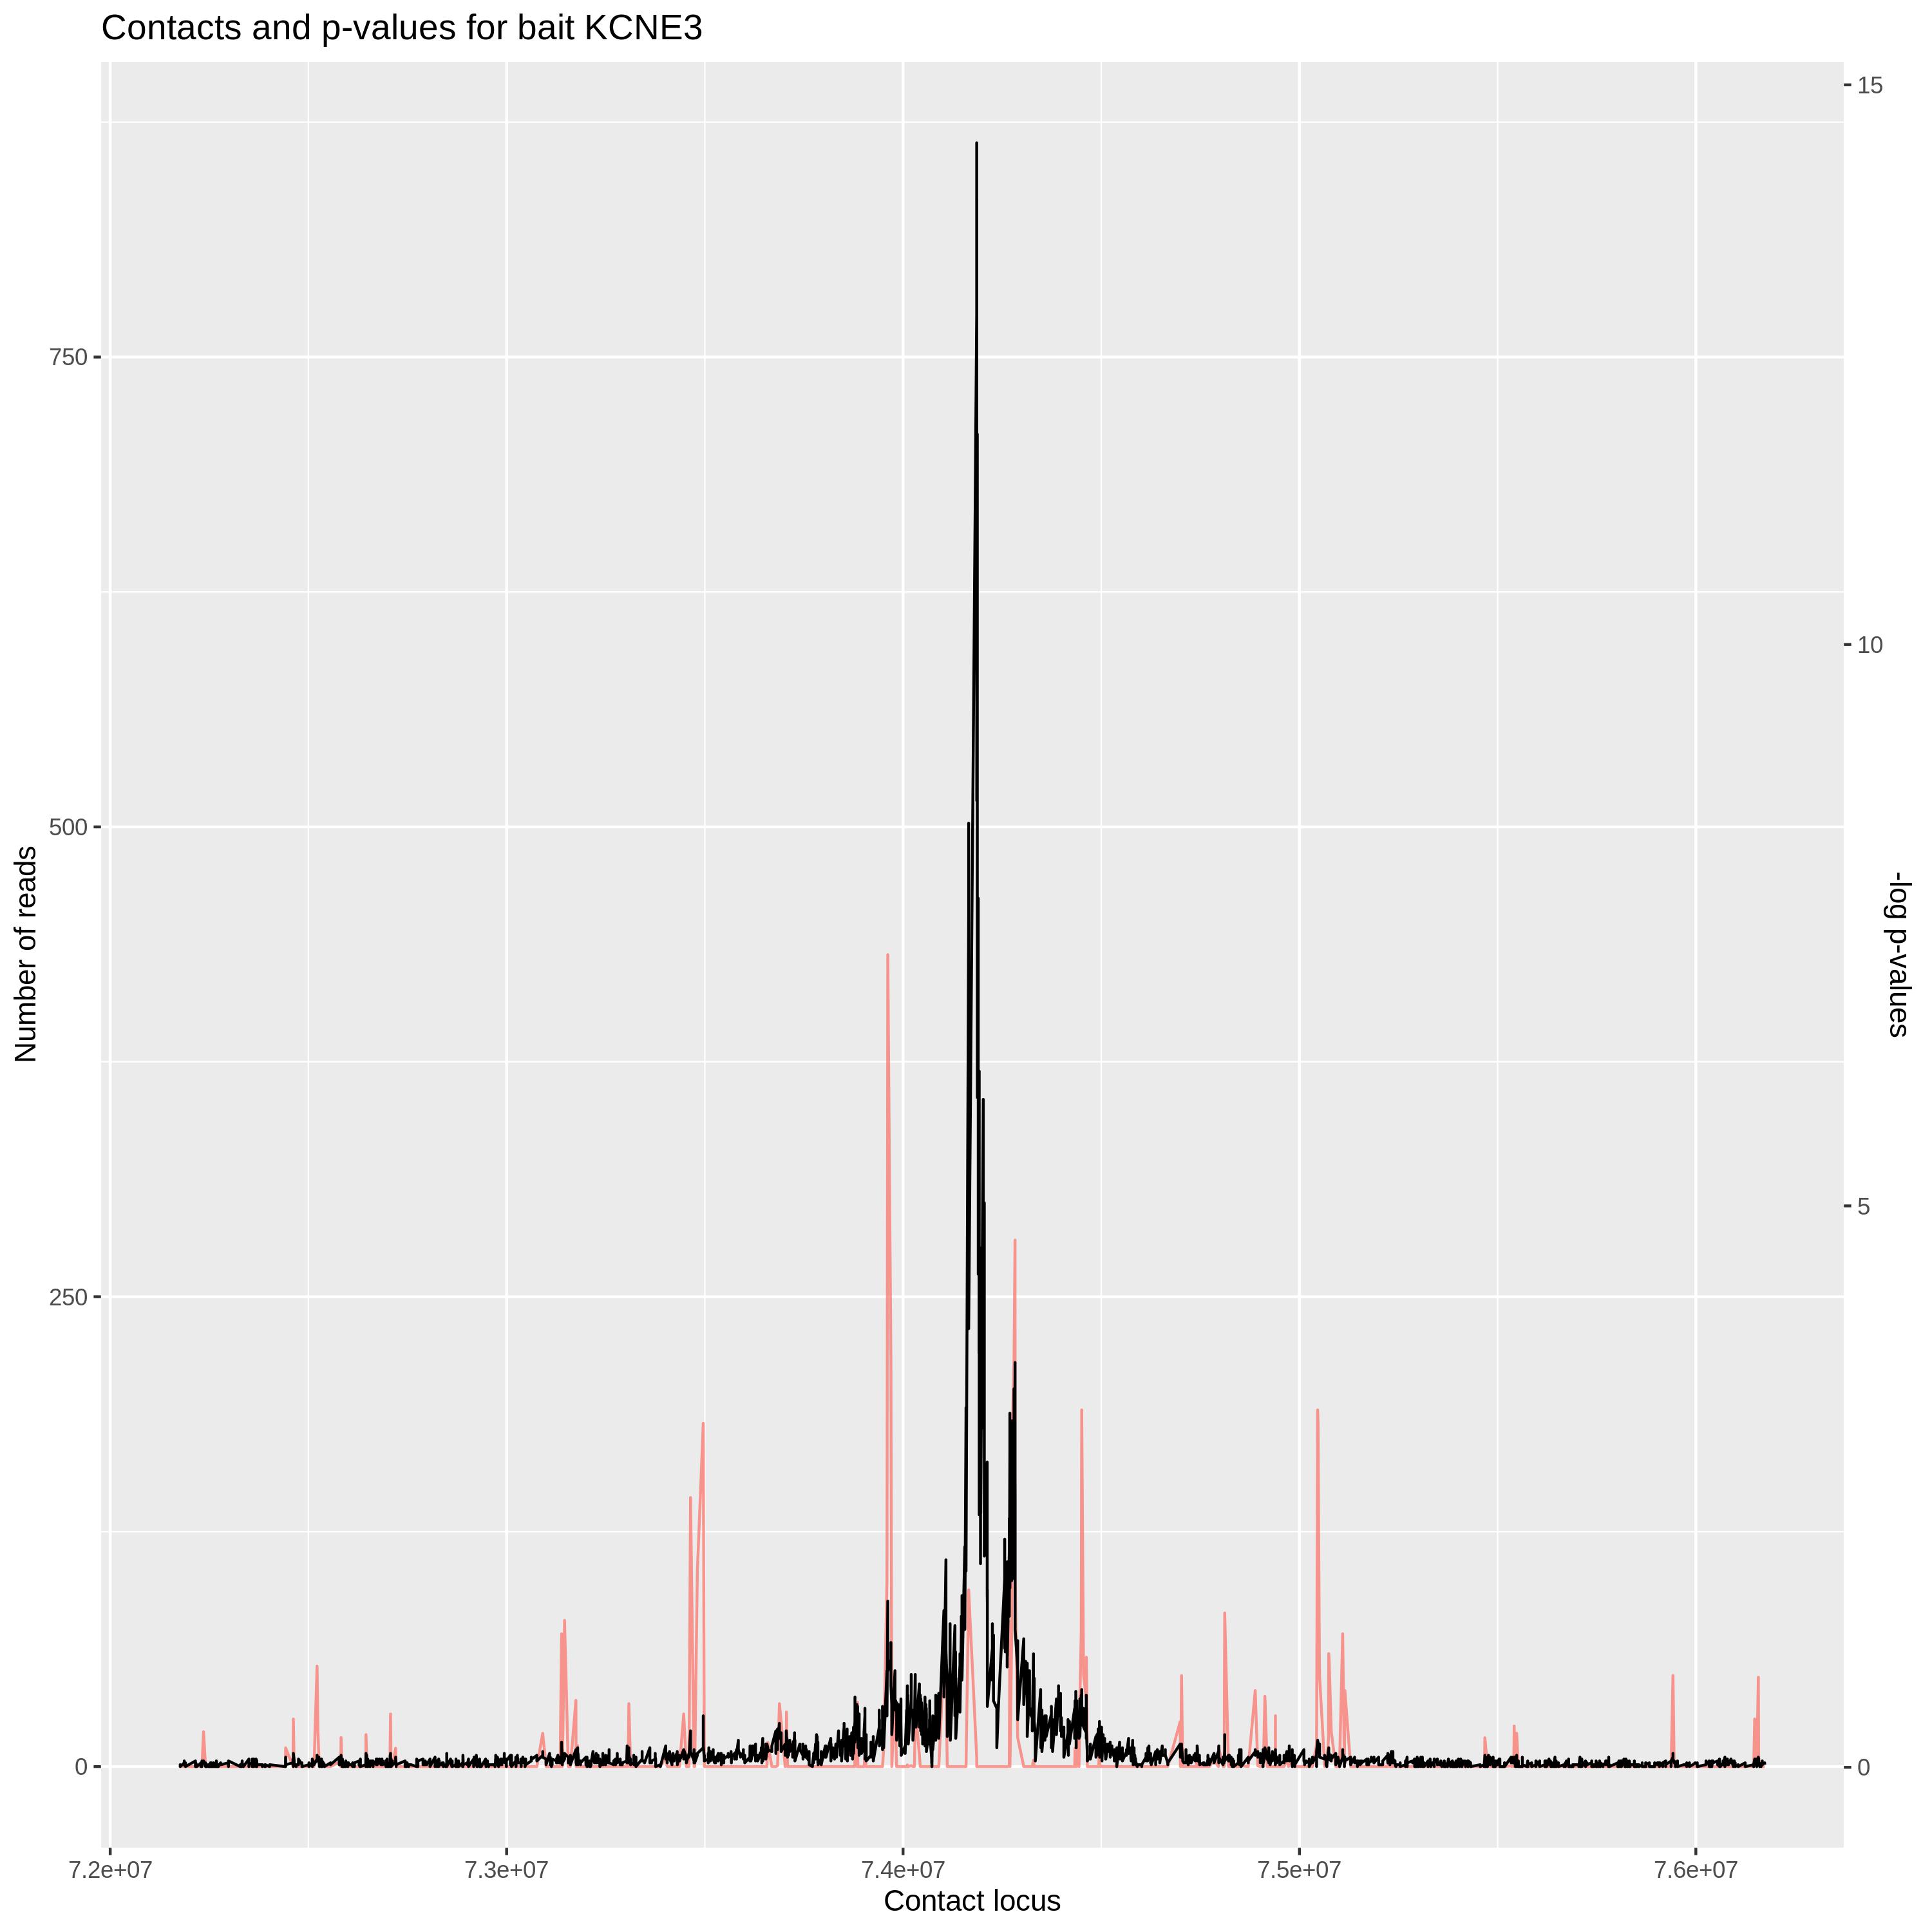 Contacts and p-values for bait KCNE3
15
750
10
500
Number of reads
-log p-values
5
250
0
0
7.2e+07
7.3e+07
7.4e+07
7.5e+07
7.6e+07
Contact locus